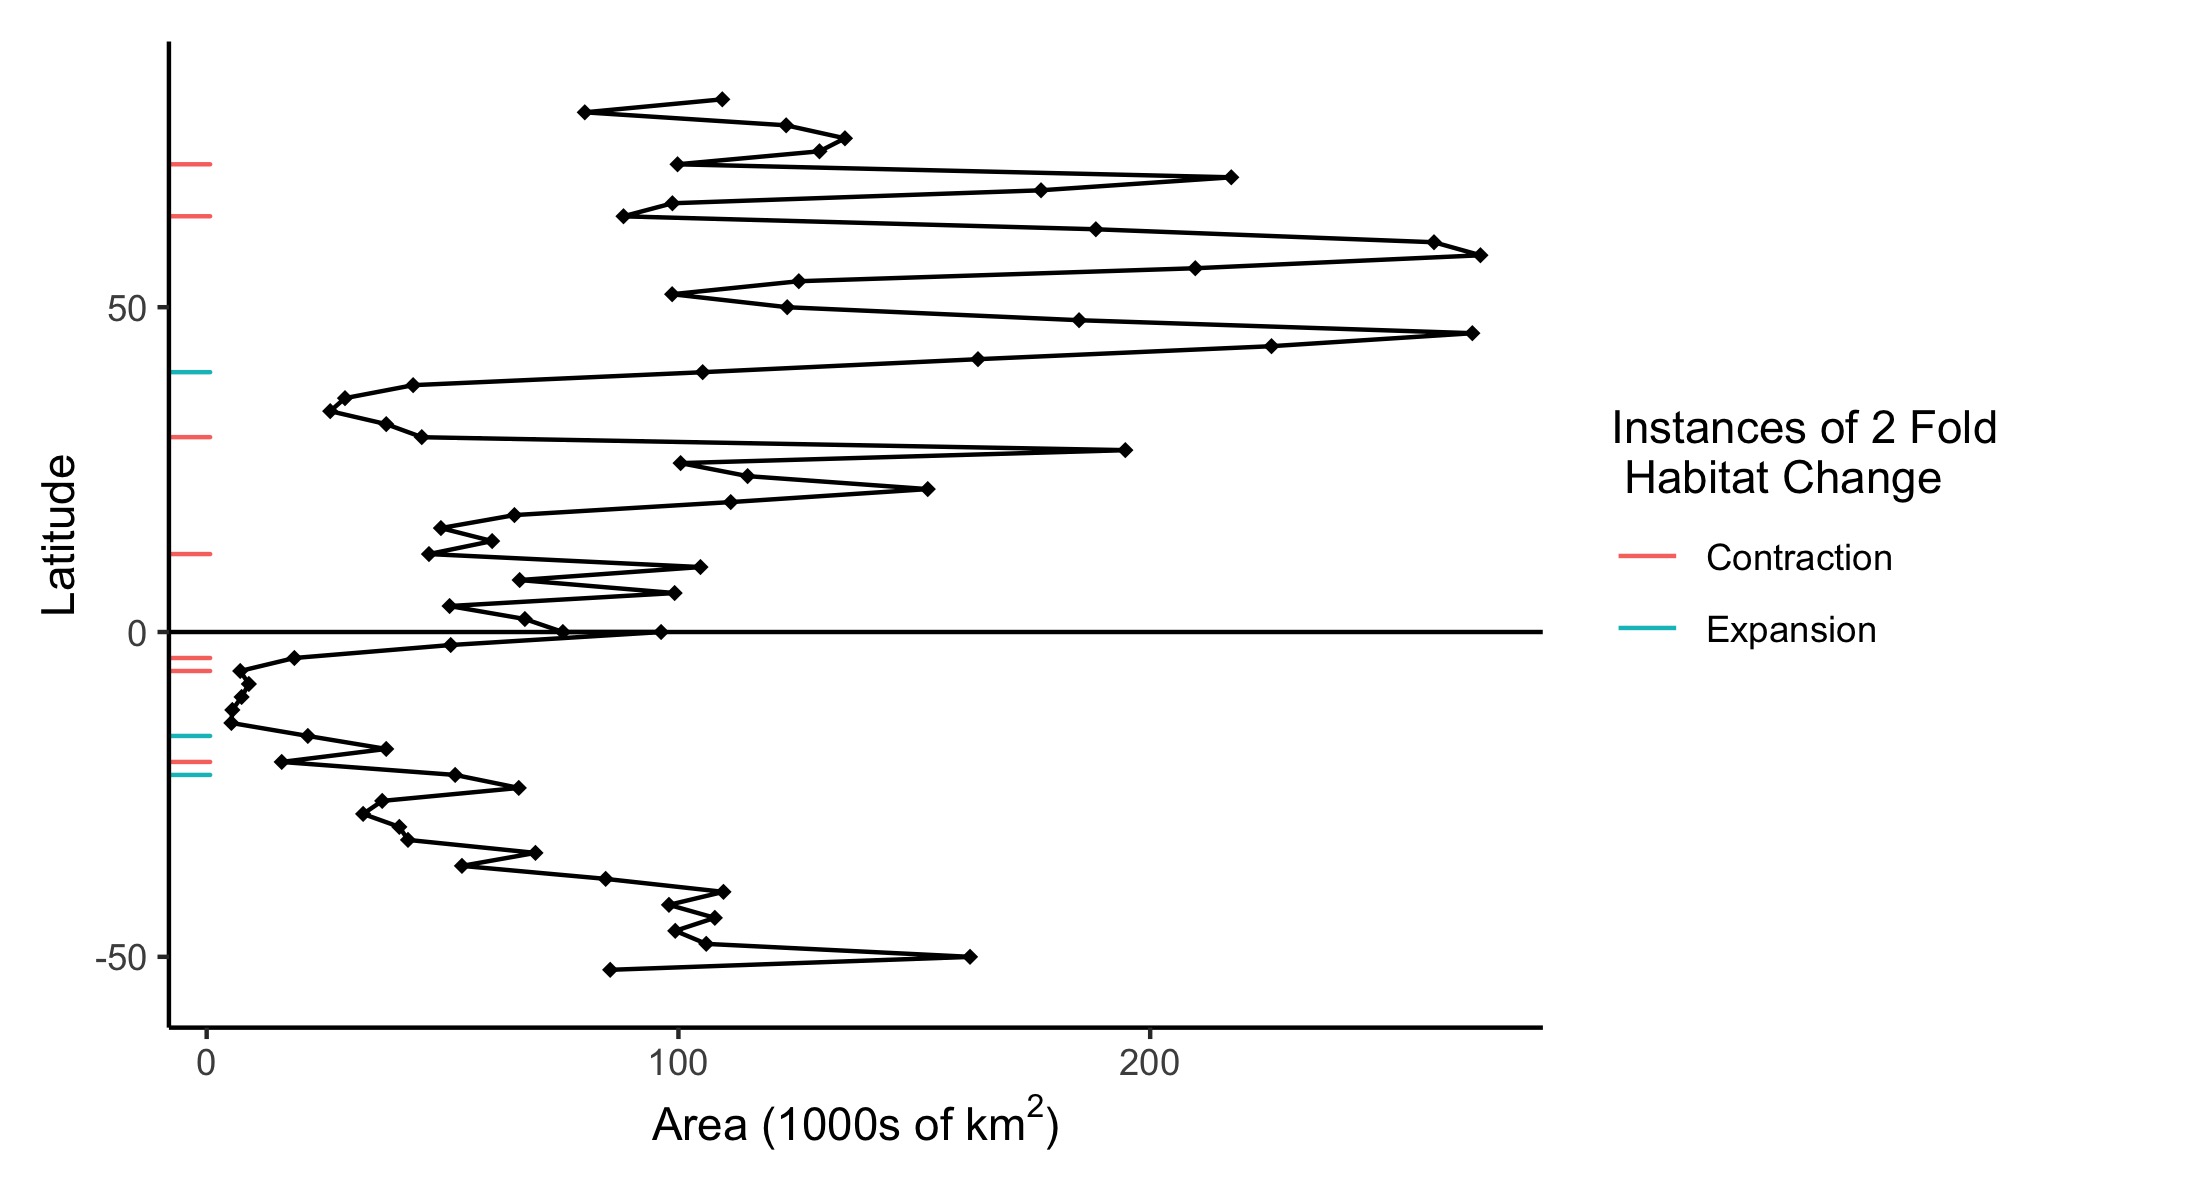 50
0
-50
Latitude
0
100
200
Area (1000s of km²)
Instances of 2 Fold
Habitat Change
Contraction
Expansion